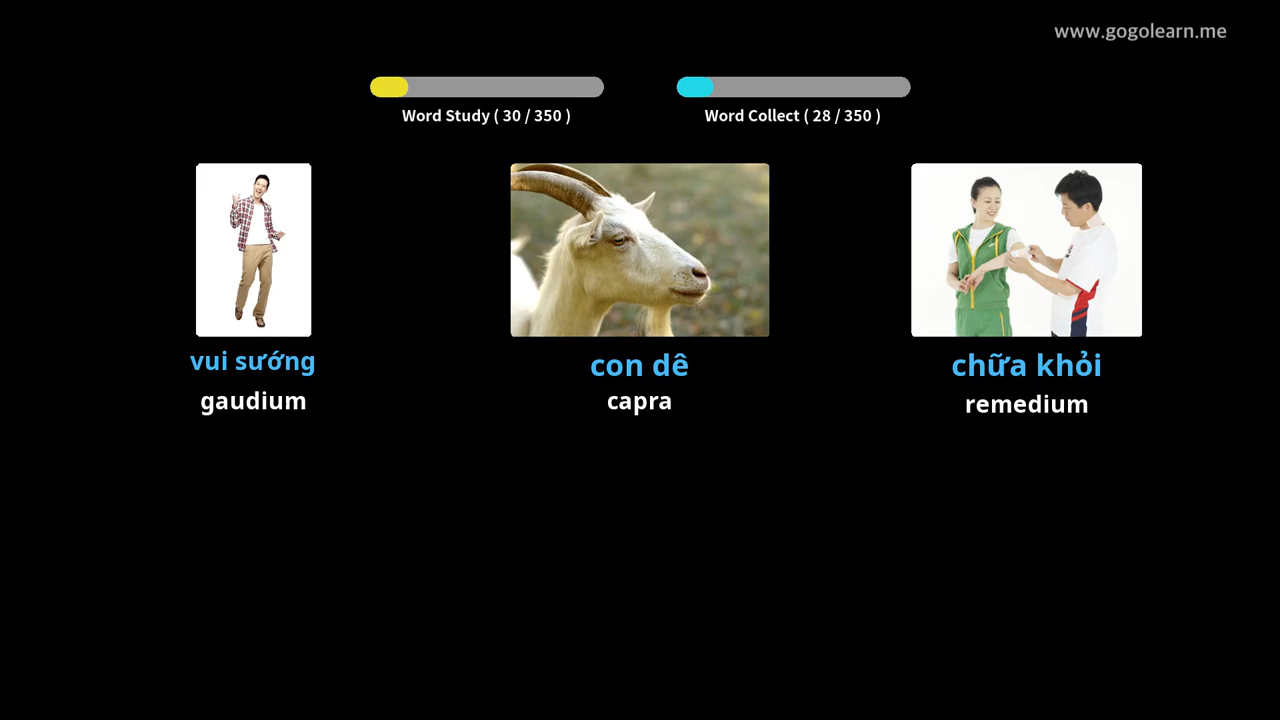 www.gogolearn.me
Word Study ( 30 / 350 )
Word Collect ( 28 / 350 )
vui sướng
gaudium
con dê
capra
chữa khỏi
remedium